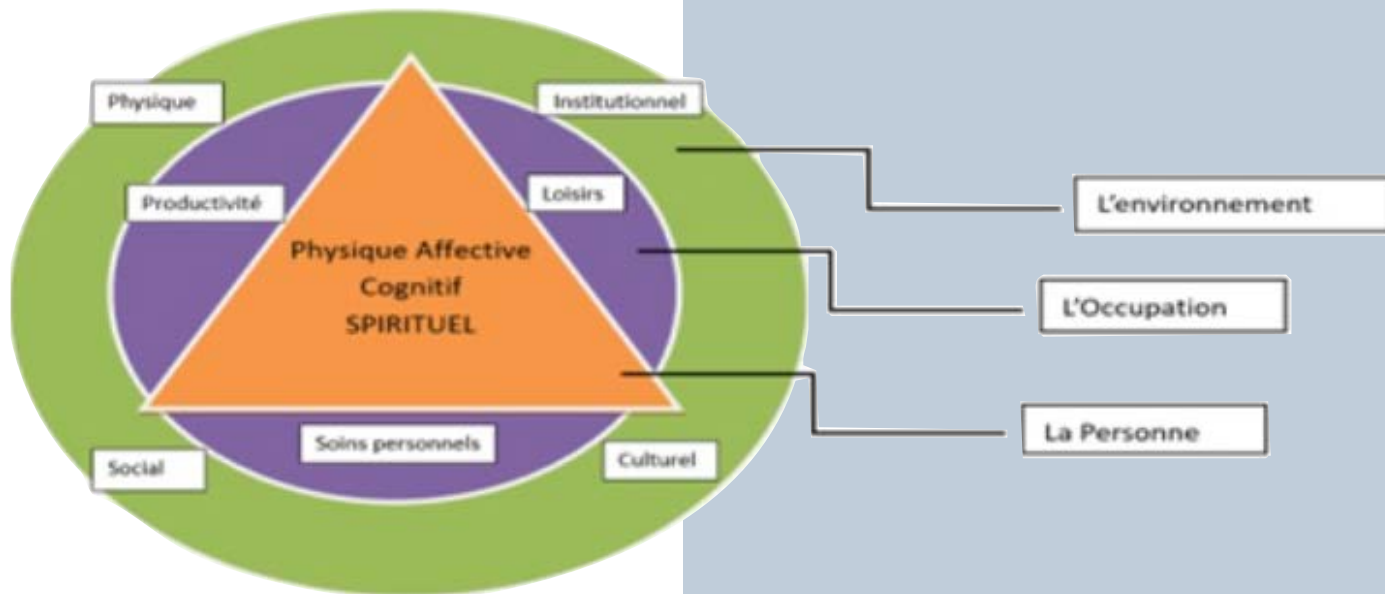 Physique
Institutionnel
Productivité
Loisirs
L'environnement
Physique Affective
Cognitif
SPIRITUEL
L'Occupation
Soins personnels
La Personne
Social
Culturel